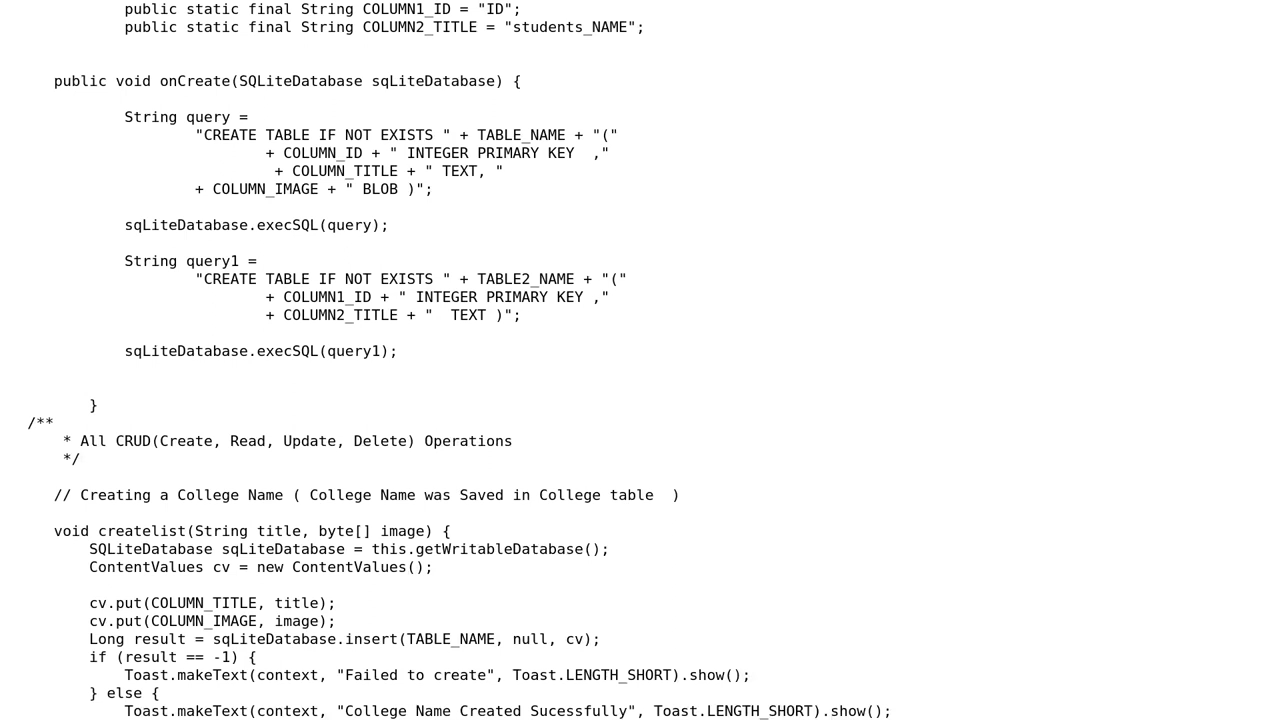 public static final String COLUMN1_ID = "ID";
public static final String COLUMN2_TITLE = "students_NAME";
public void onCreate(SQLiteDatabase sqLiteDatabase) {
String query =
"CREATE TABLE IF NOT EXISTS " + TABLE_NAME + "("
+ COLUMN_ID + " INTEGER PRIMARY KEY  ,"
+ COLUMN_TITLE + " TEXT, "
+ COLUMN_IMAGE + " BLOB )";
sqLiteDatabase.execSQL(query);
String query1 =
"CREATE TABLE IF NOT EXISTS " + TABLE2_NAME + "("
+ COLUMN1_ID + " INTEGER PRIMARY KEY ,"
+ COLUMN2_TITLE + "  TEXT )";
sqLiteDatabase.execSQL(query1);
}
/**
* All CRUD(Create, Read, Update, Delete) Operations
*/
// Creating a College Name ( College Name was Saved in College table  )
void createlist(String title, byte[] image) {
SQLiteDatabase sqLiteDatabase = this.getWritableDatabase();
ContentValues cv = new ContentValues();
cv.put(COLUMN_TITLE, title);
cv.put(COLUMN_IMAGE, image);
Long result = sqLiteDatabase.insert(TABLE_NAME, null, cv);
if (result == -1) {
Toast.makeText(context, "Failed to create", Toast.LENGTH_SHORT).show();
} else {
Toast.makeText(context, "College Name Created Sucessfully", Toast.LENGTH_SHORT).show();